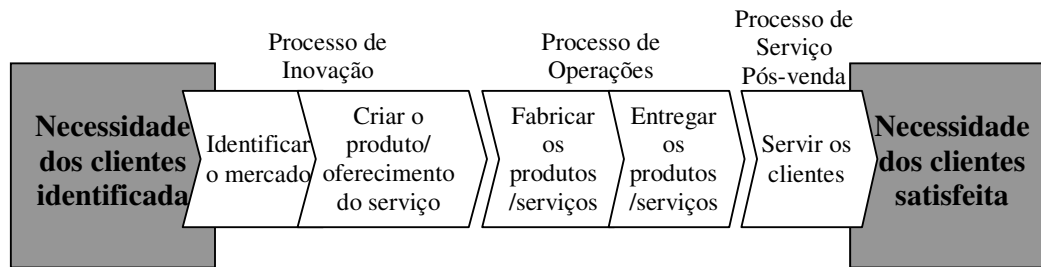 Processo de
Inovação
Processo de
Operações
Processo de
Serviço
Pós-venda
Necessidade
dos clientes
identificada
Identificar
o mercado
Criar o
produto/
oferecimento
do serviço
Fabricar
os
produtos
/serviços
Entregar
os
produtos
/serviços
Servir os
clientes
Necessidade
dos clientes
satisfeita